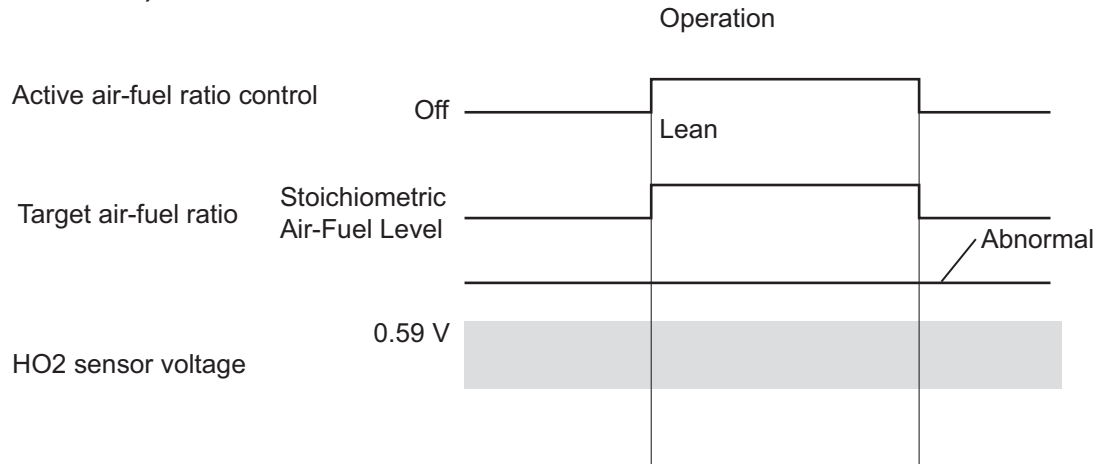 Operation
Active air-fuel ratio control
Off
Lean
Target air-fuel ratio
Stoichiometric
Air-Fuel Level
Abnormal
0.59 V
HO2 sensor voltage